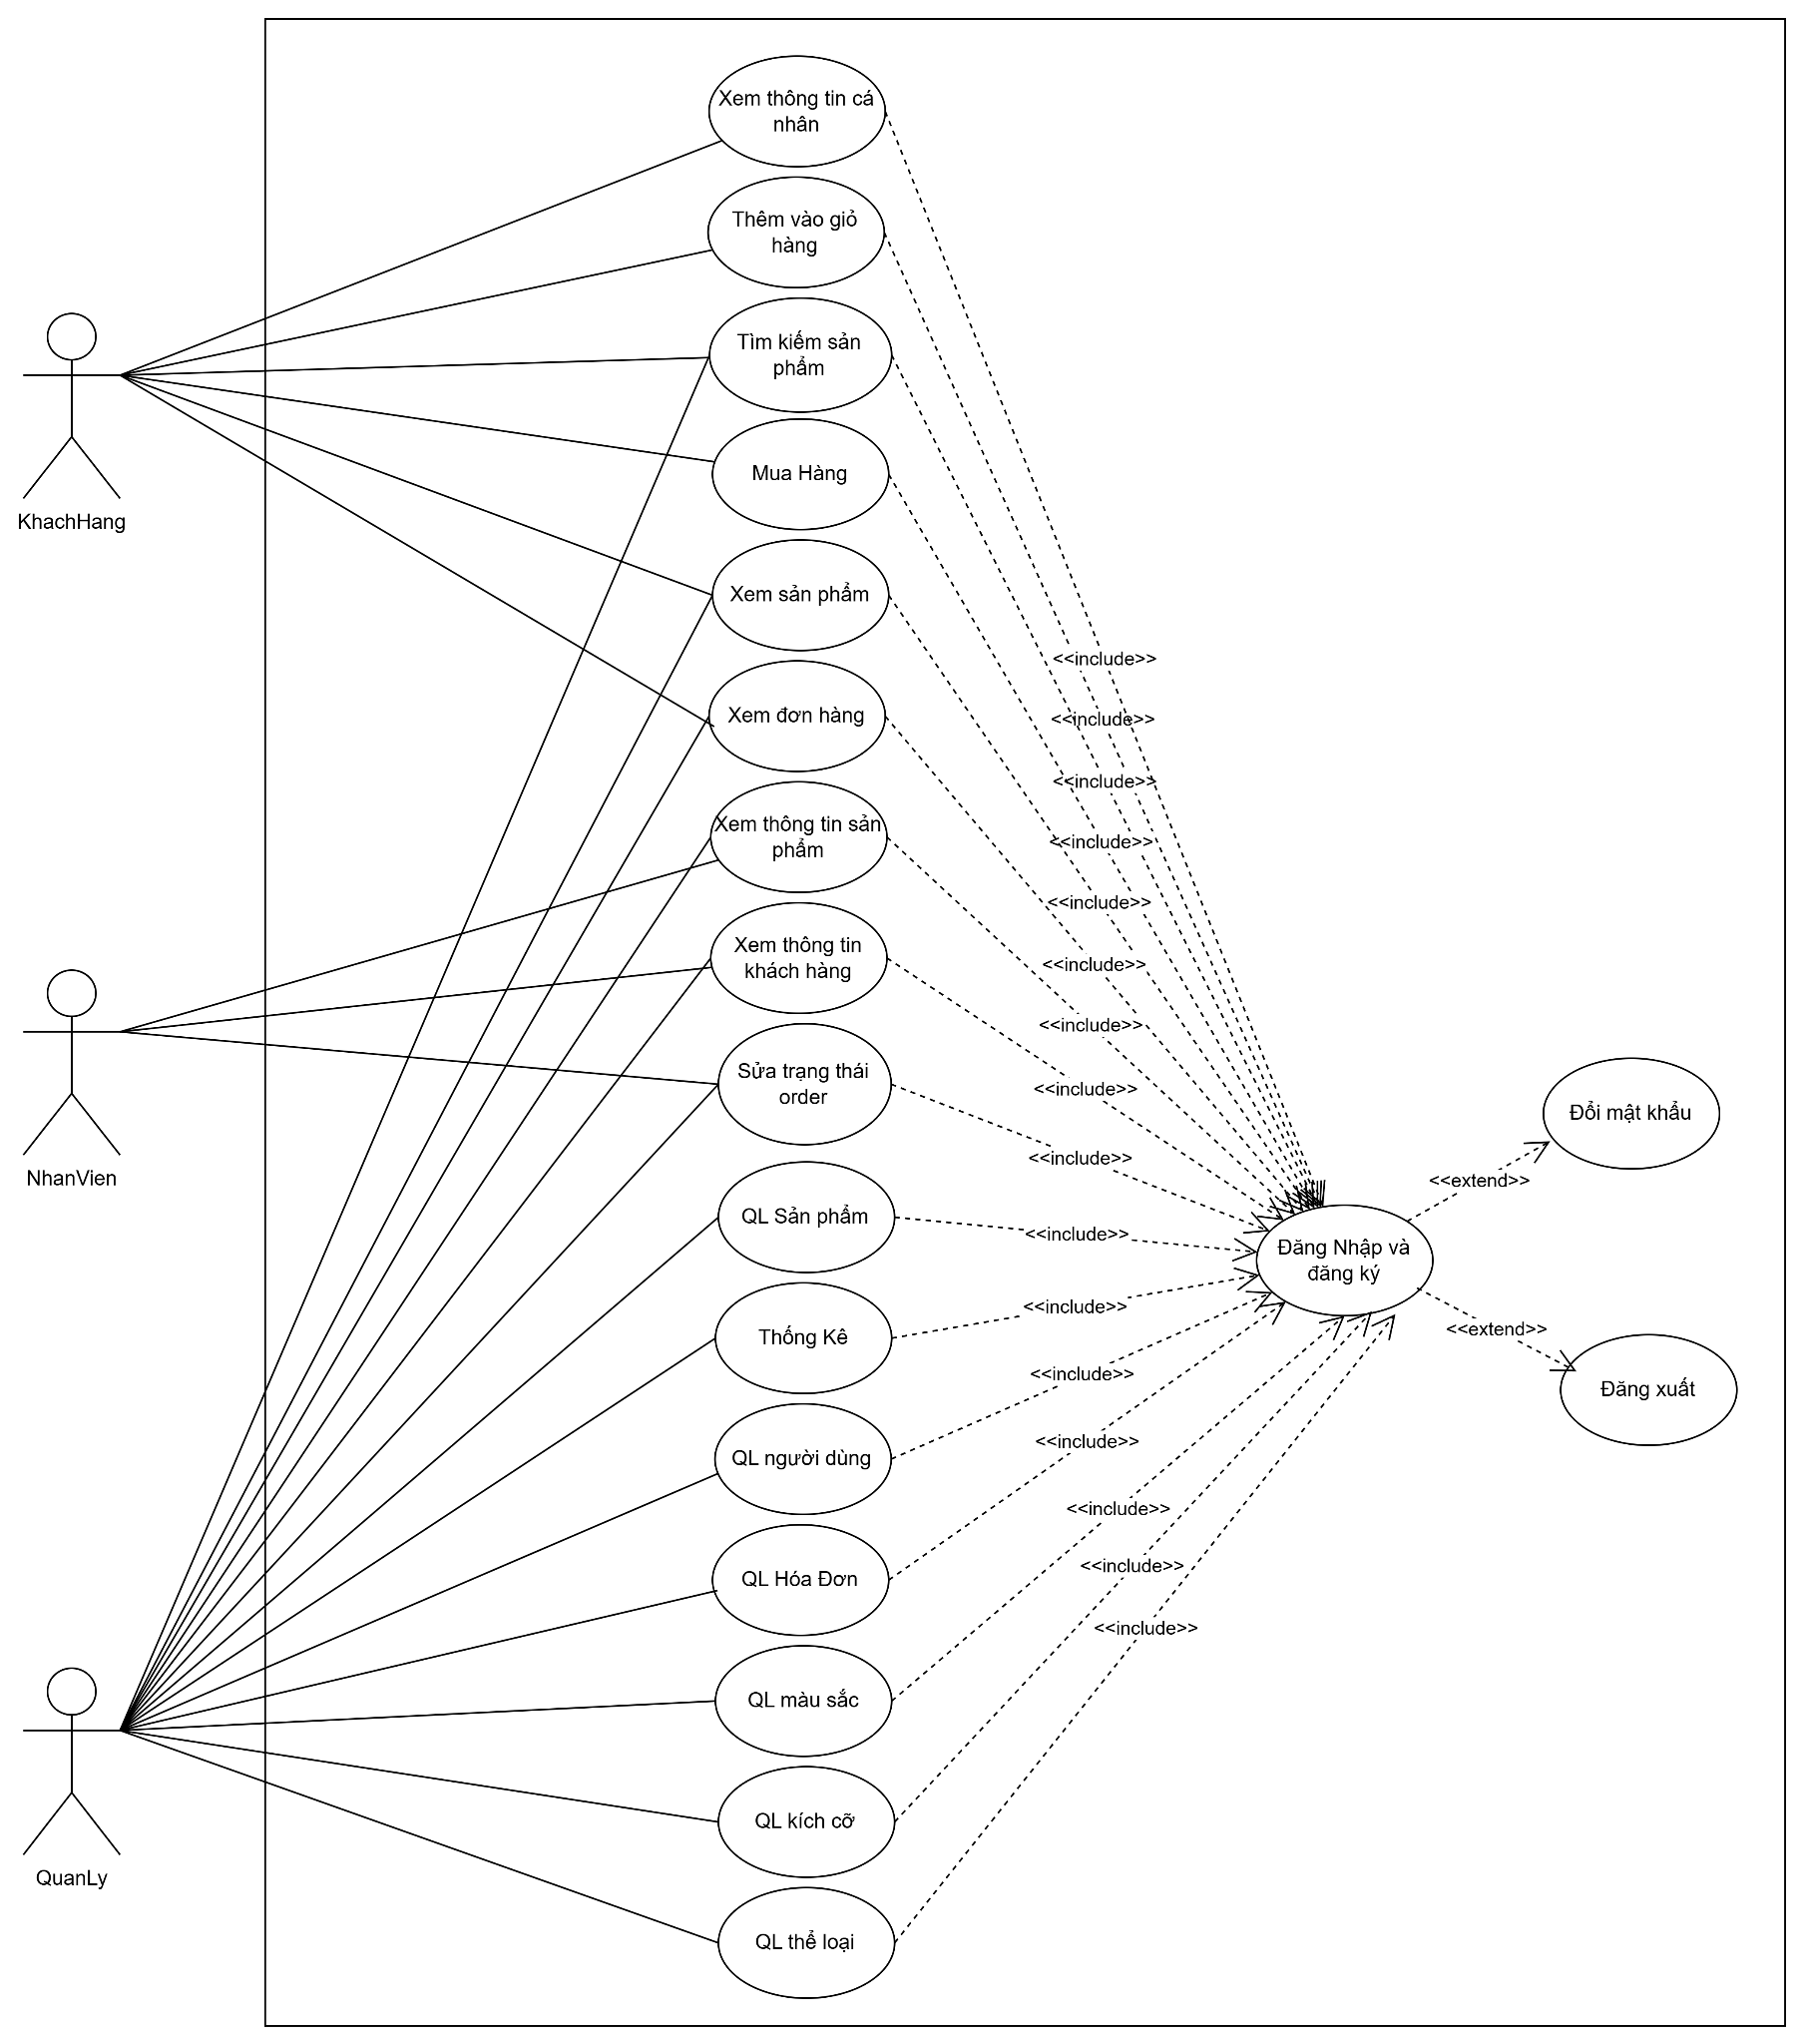 Xem thông tin cá
nhân
Thêm vào giỏ
hàng
Tìm kiếm sản
phẩm
KhachHang
Mua Hàng
Xem sản phẩm
<<include>>
Xem đơn hàng
<<include>>
<<include>>
Xem thông tin sản
phẩm
<<include>>
<<include>>
Xem thông tin
khách hàng
<<include>>
<<include>>
NhanVien
Sửa trạng thái
order
<<include>>
<<include>>
Đổi mật khẩu
<<extend>>
QL Sản phẩm
<<include>>
Đăng Nhập và
đăng ký
<<include>>
Thống Kê
<<extend>>
<<include>>
Đăng xuất
QL người dùng
<<include>>
<<include>>
QL Hóa Đơn
<<include>>
<<include>>
QL màu sắc
QL kích cỡ
QuanLy
QL thể loại